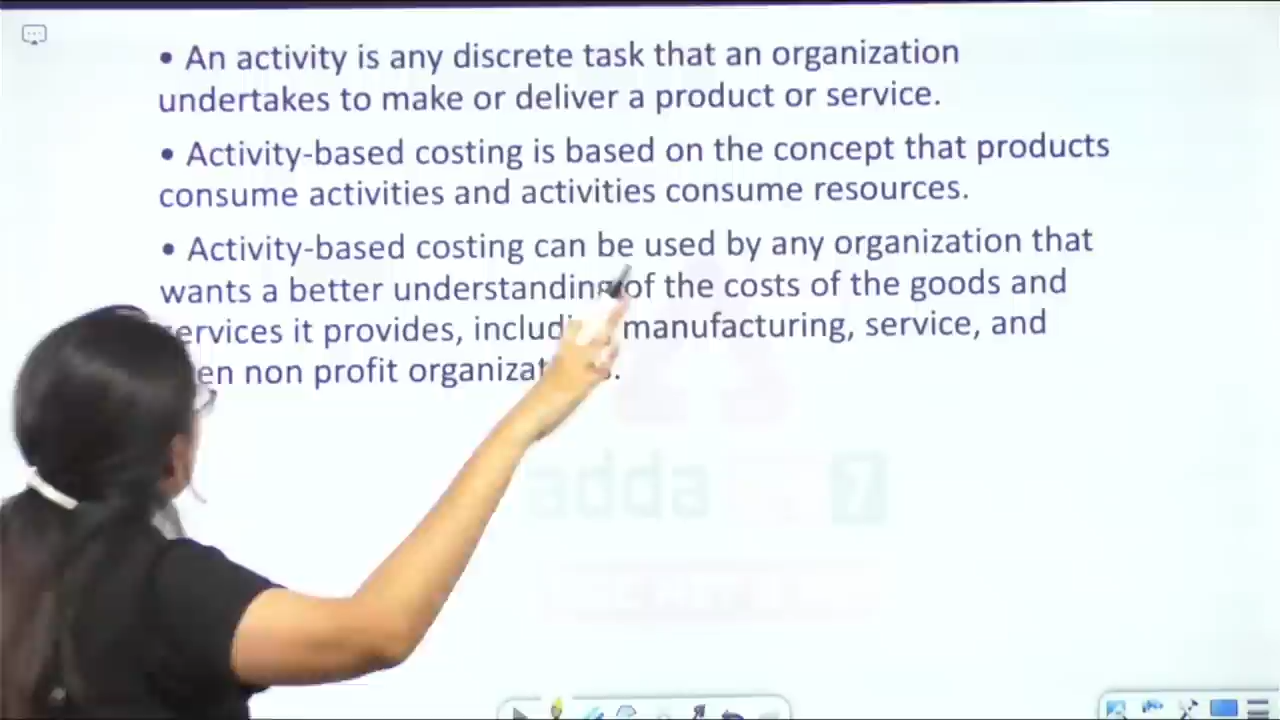 • An activity is any discrete task that an organization
undertakes to make or deliver a product or service.
• Activity-based costing is based on the concept that products
consume activities and activities consume resources.
• Activity-based costing can be used by any organization that
wants a better understanding of the costs of the goods and
ervices it provides, includi manufacturing, service, and
en non profit organizat .
adda 7